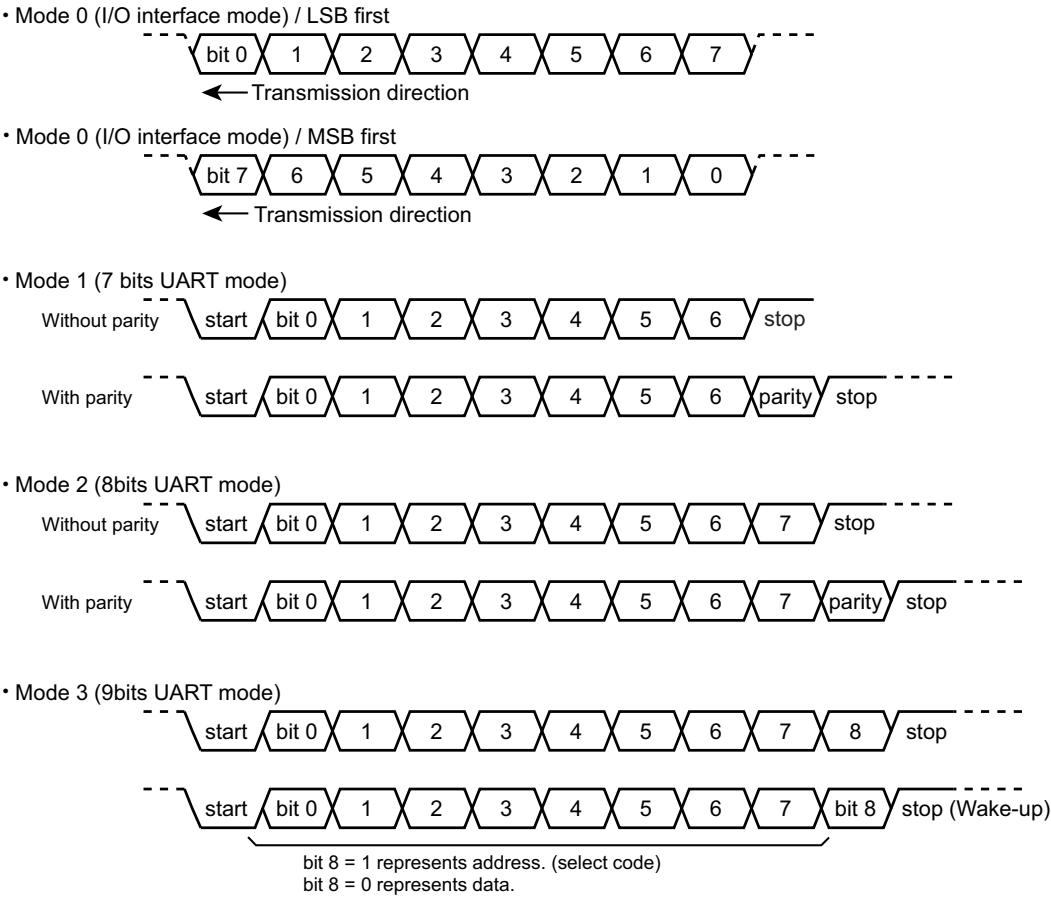 ・Mode 0 (I/O interface mode) / LSB first
bit 0 1 2 3 4 5 6 7
Transmission direction
・Mode 0 (I/O interface mode) / MSB first
bit 7 6 5 4 3 2 1 0
Transmission direction
・Mode 1 (7 bits UART mode)
Without parity start bit 0 1 2 3 4 5 6 stop
With parity start bit 0 1 2 3 4 5 6 parity stop
・Mode 2 (8bits UART mode)
Without parity start bit 0 1 2 3 4 5 6 7 stop
With parity start bit 0 1 2 3 4 5 6 7 parity stop
・Mode 3 (9bits UART mode)
start bit 0 1 2 3 4 5 6 7 8 stop
start bit 0 1 2 3 4 5 6 7 bit 8 stop (Wake-up)
bit 8 = 1 represents address. (select code)
bit 8 = 0 represents data.